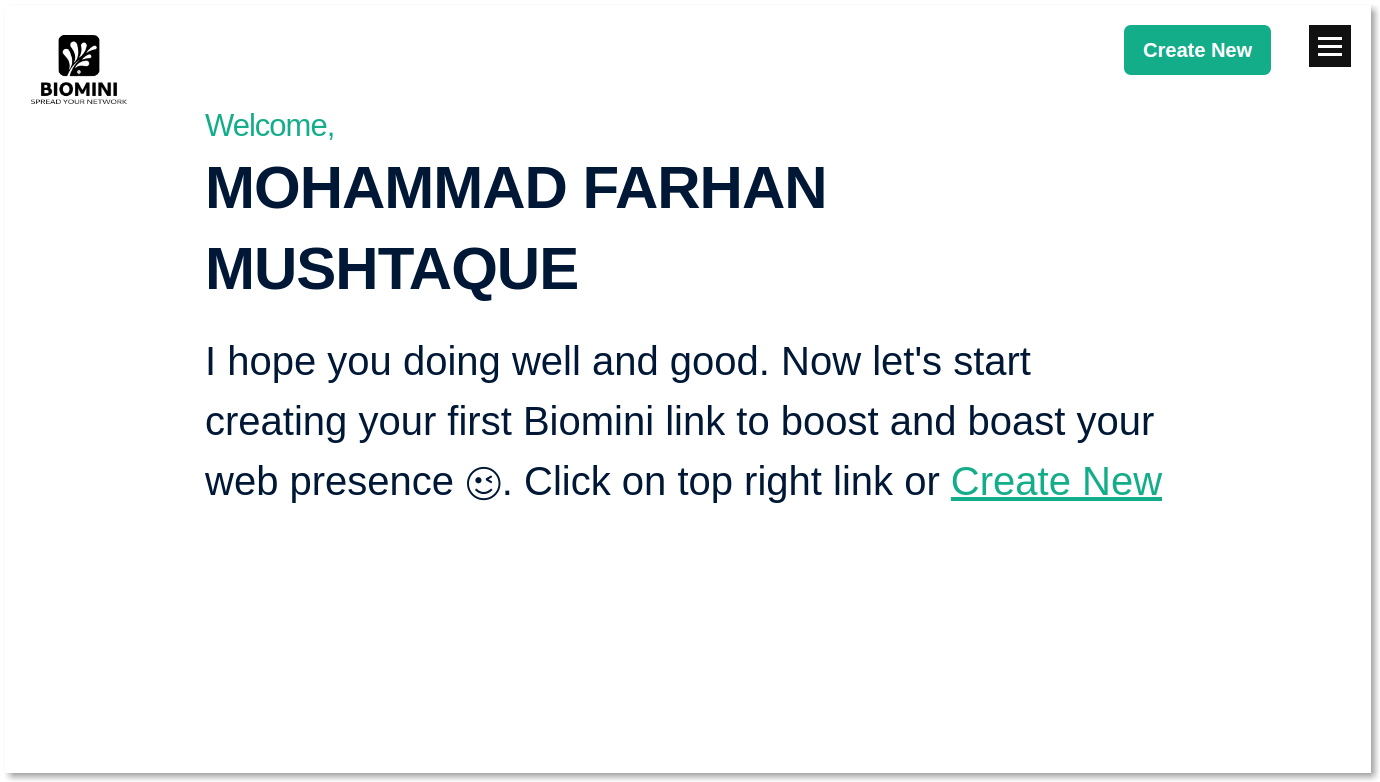 BIOMINI
SPREAD YOUR NETWORK
Create New
Welcome,
MOHAMMAD FARHAN
MUSHTAQUE
I hope you doing well and good. Now let's start
creating your first Biomini link to boost and boast your
web presence 😉. Click on top right link or Create New